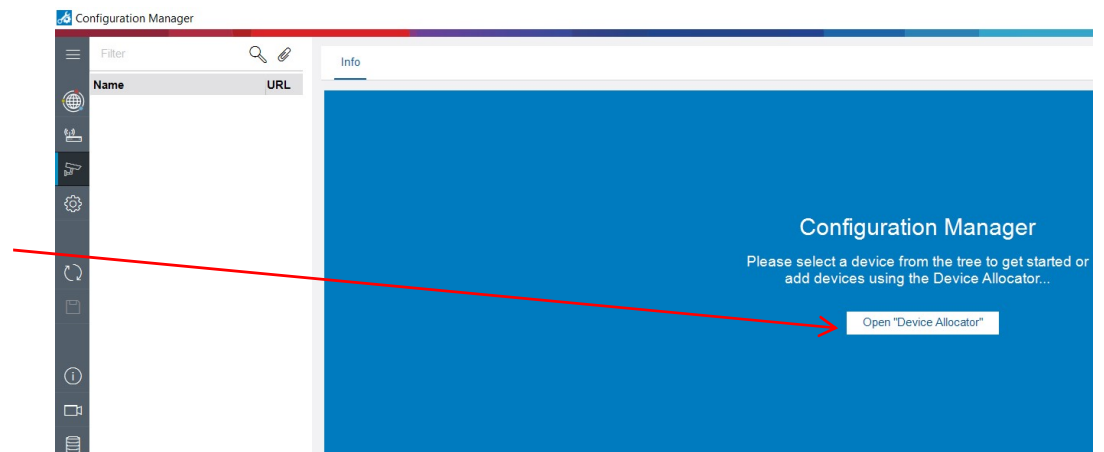 Configuration Manager
Filter
Info
Name URL
Configuration Manager
Please select a device from the tree to get started or
add devices using the Device Allocator...
Open "Device Allocator"